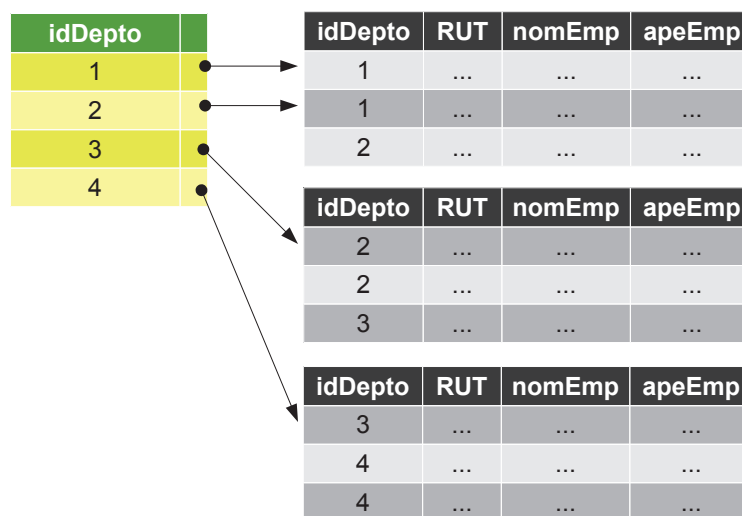 idDepto
1
2
3
4
idDepto RUT nomEmp apeEmp
1 ... ... ...
1 ... ... ...
2 ... ... ...
idDepto RUT nomEmp apeEmp
2 ... ... ...
2 ... ... ...
3 ... ... ...
idDepto RUT nomEmp apeEmp
3 ... ... ...
4 ... ... ...
4 ... ... ...